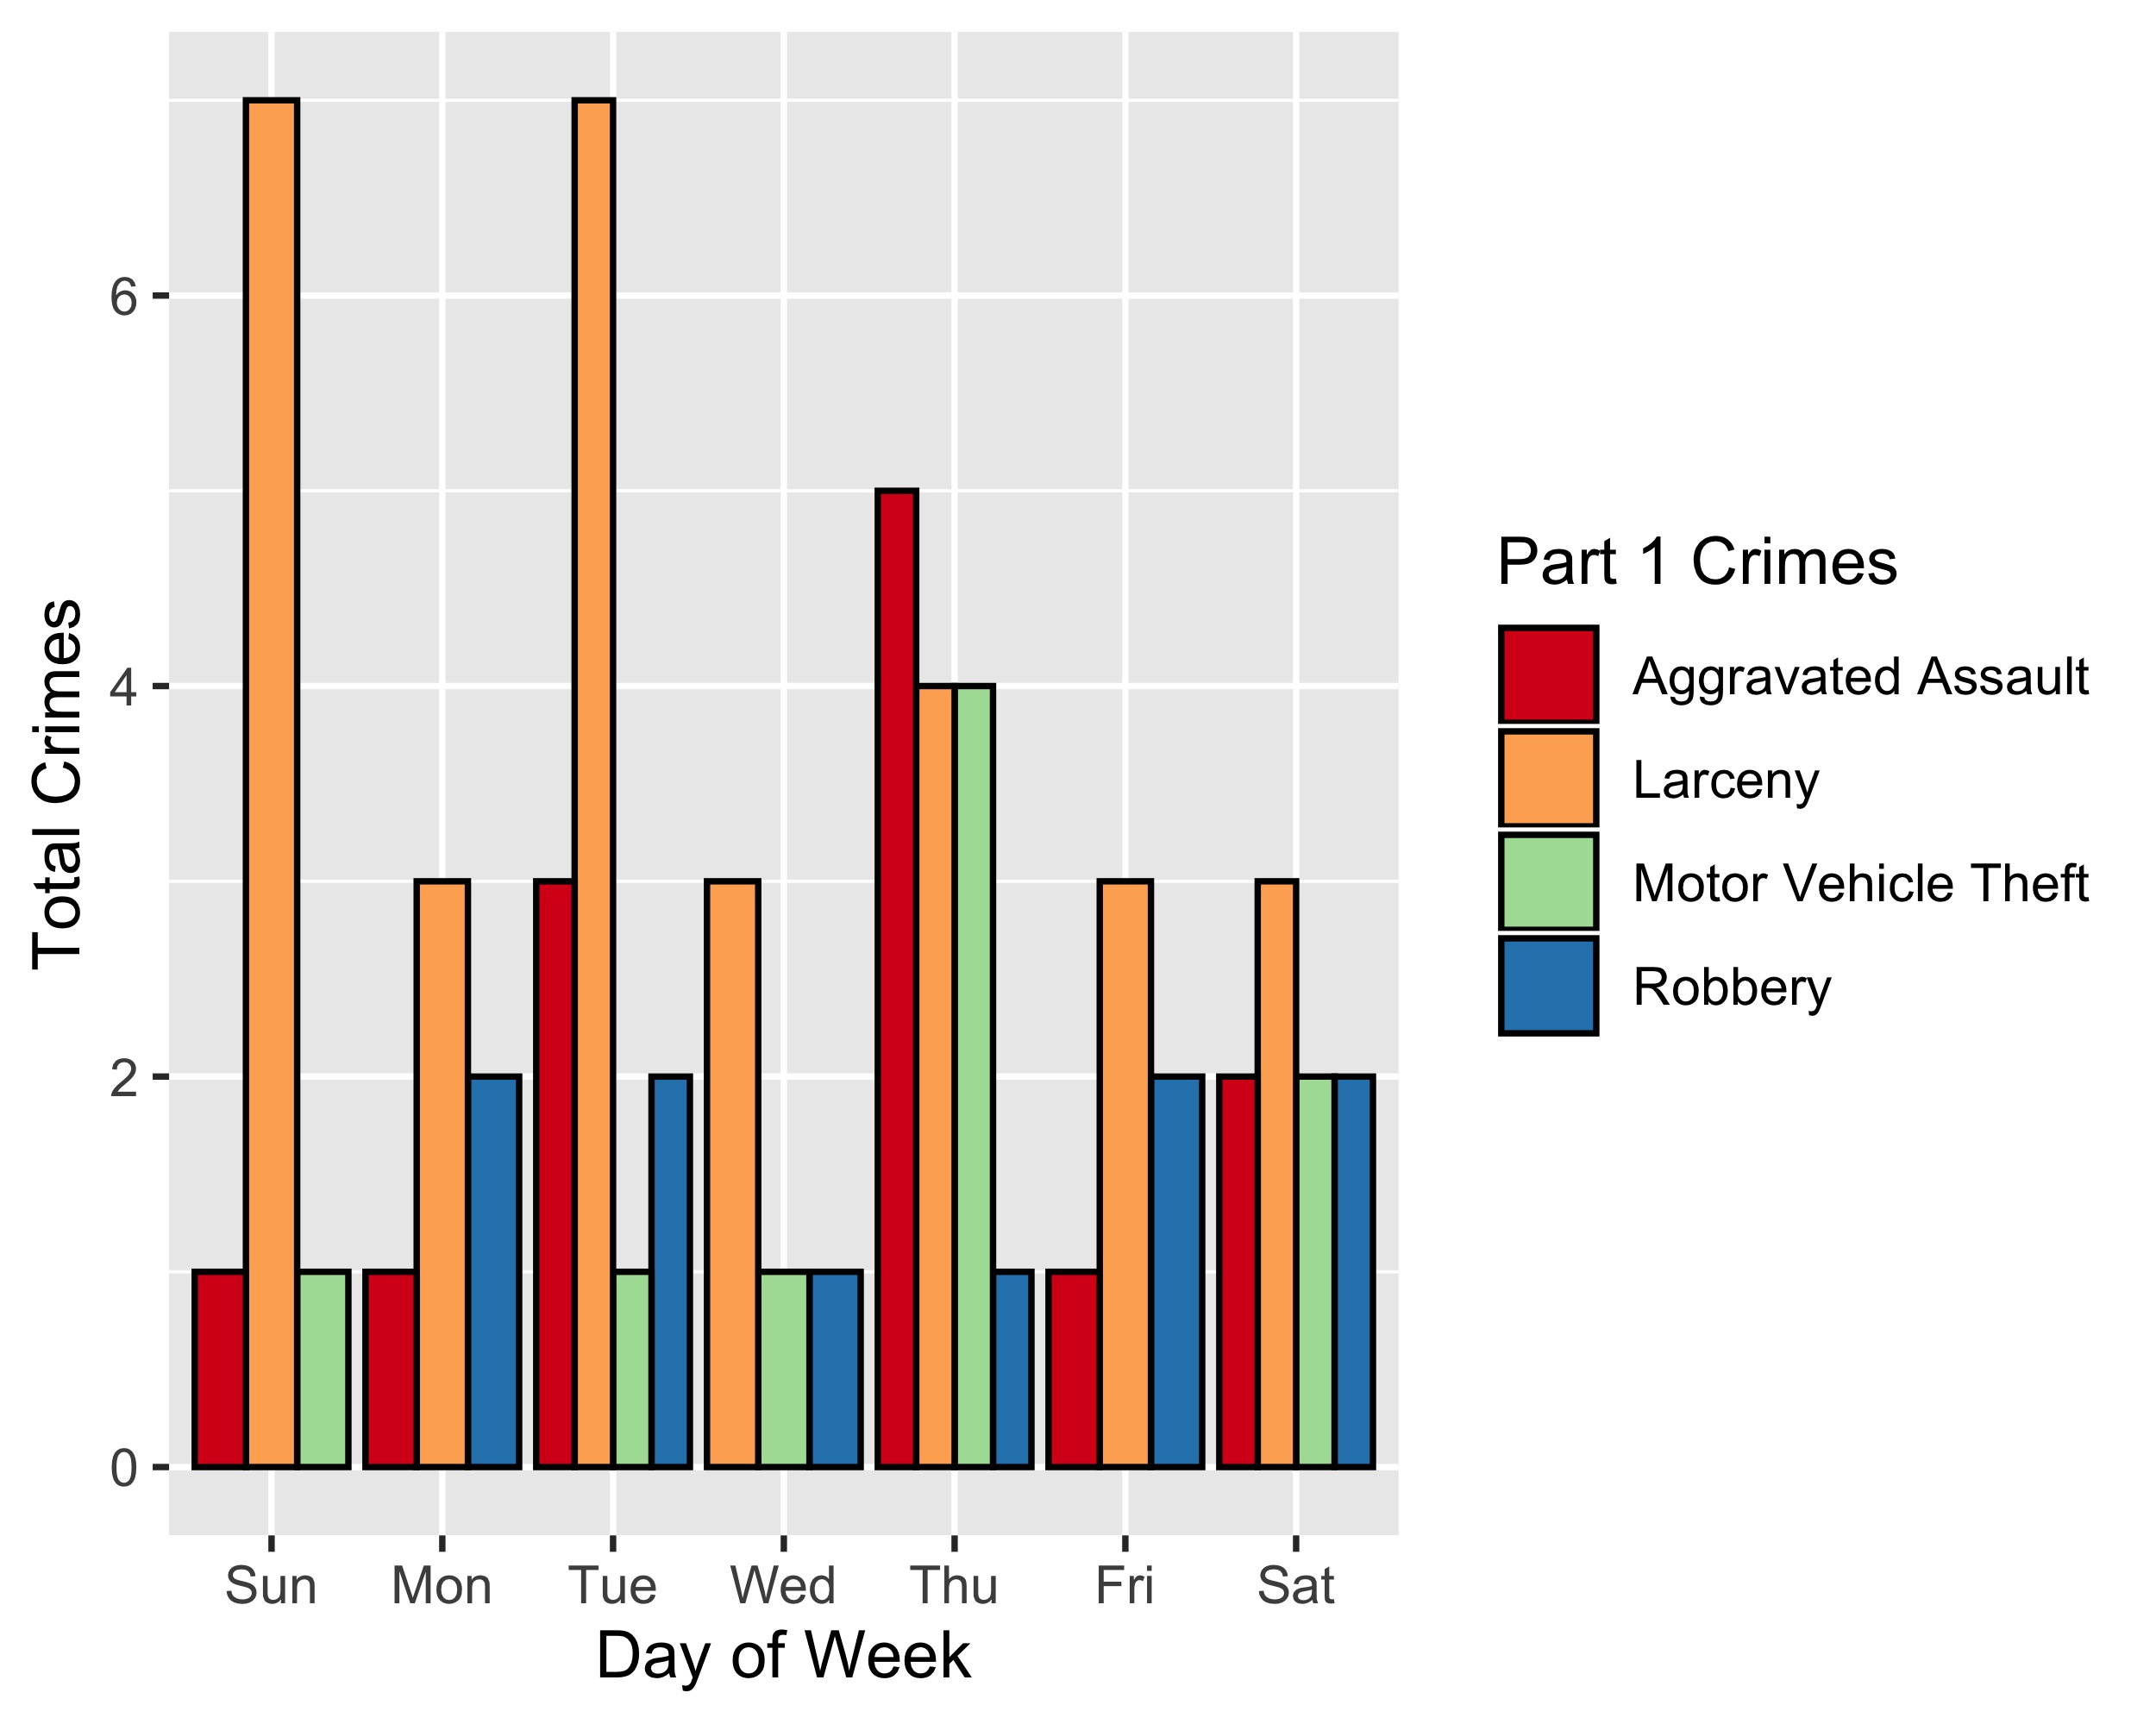 Total Crimes
6
4
2
0
Sun Mon Tue Wed Thu Fri Sat
Day of Week
Part 1 Crimes
Aggravated Assault
Larceny
Motor Vehicle Theft
Robbery